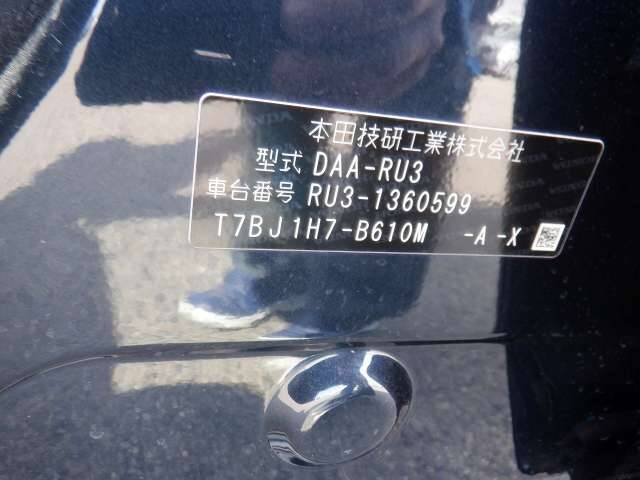 本田技研工業株式会社
型式 DAA-RU3
車台番号 RU3-1360599
T7BJ1H7-B610M -A -X